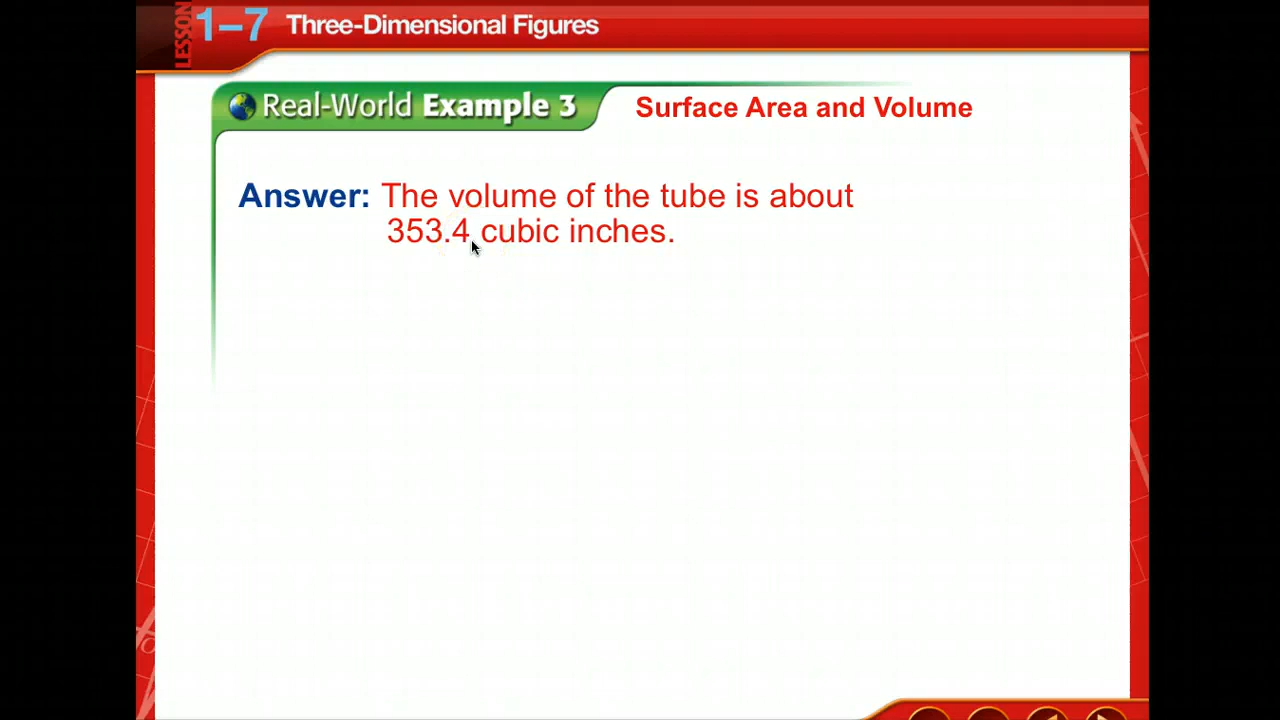 LESSON 1–7 Three-Dimensional Figures
Real-World Example 3 Surface Area and Volume
Answer: The volume of the tube is about
353.4 cubic inches.